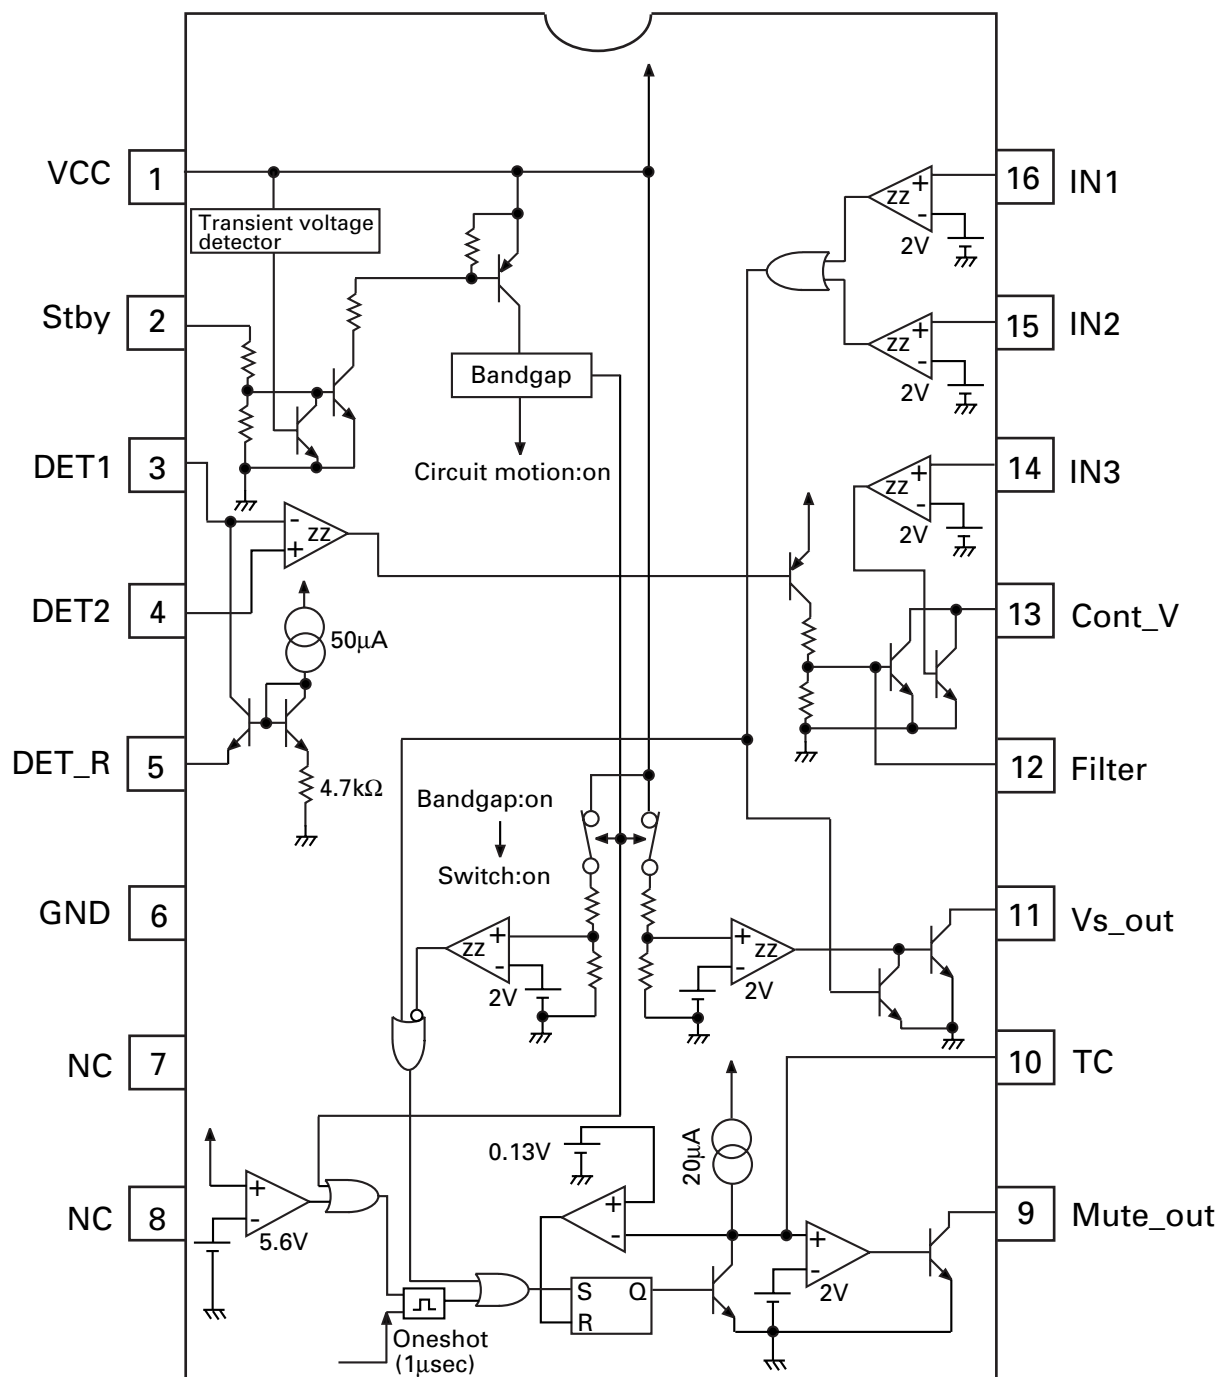 VCC
1
Transient voltage
detector
Stby
2
Bandgap
Circuit motion:on
DET1
3
-
+
zz
DET2
4
50μA
DET_R
5
4.7kΩ
GND
6
NC
7
NC
8
16
IN1
+
-
zz
2V
15
IN2
+
-
zz
2V
14
IN3
+
-
zz
2V
13
Cont_V
12
Filter
Bandgap:on
Switch:on
11
Vs_out
zz
+
-
2V
+
-
zz
2V
10
TC
0.13V
20μA
9
Mute_out
+
-
5.6V
+
-
+
-
2V
S
Q
R
Oneshot
(1μsec)